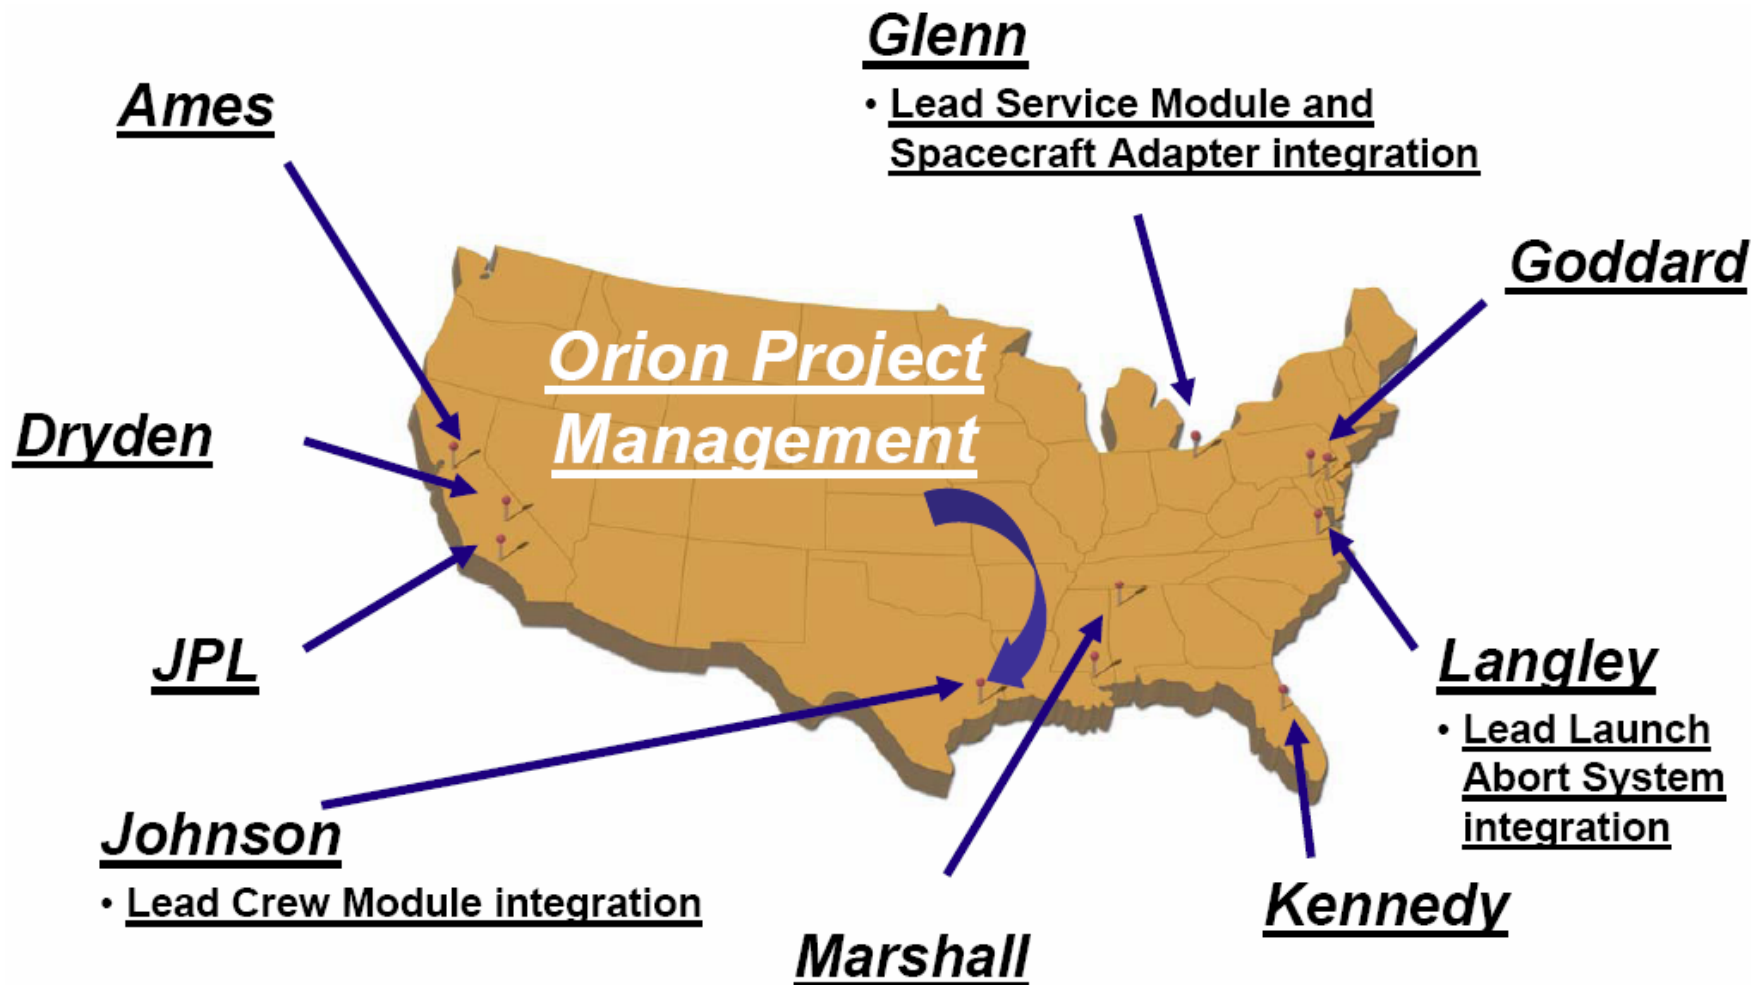 Glenn
• Lead Service Module and
Spacecraft Adapter integration
Ames
Goddard
Orion Project
Management
Dryden
JPL
Langley
• Lead Launch
Abort System
integration
Johnson
• Lead Crew Module integration
Kennedy
Marshall